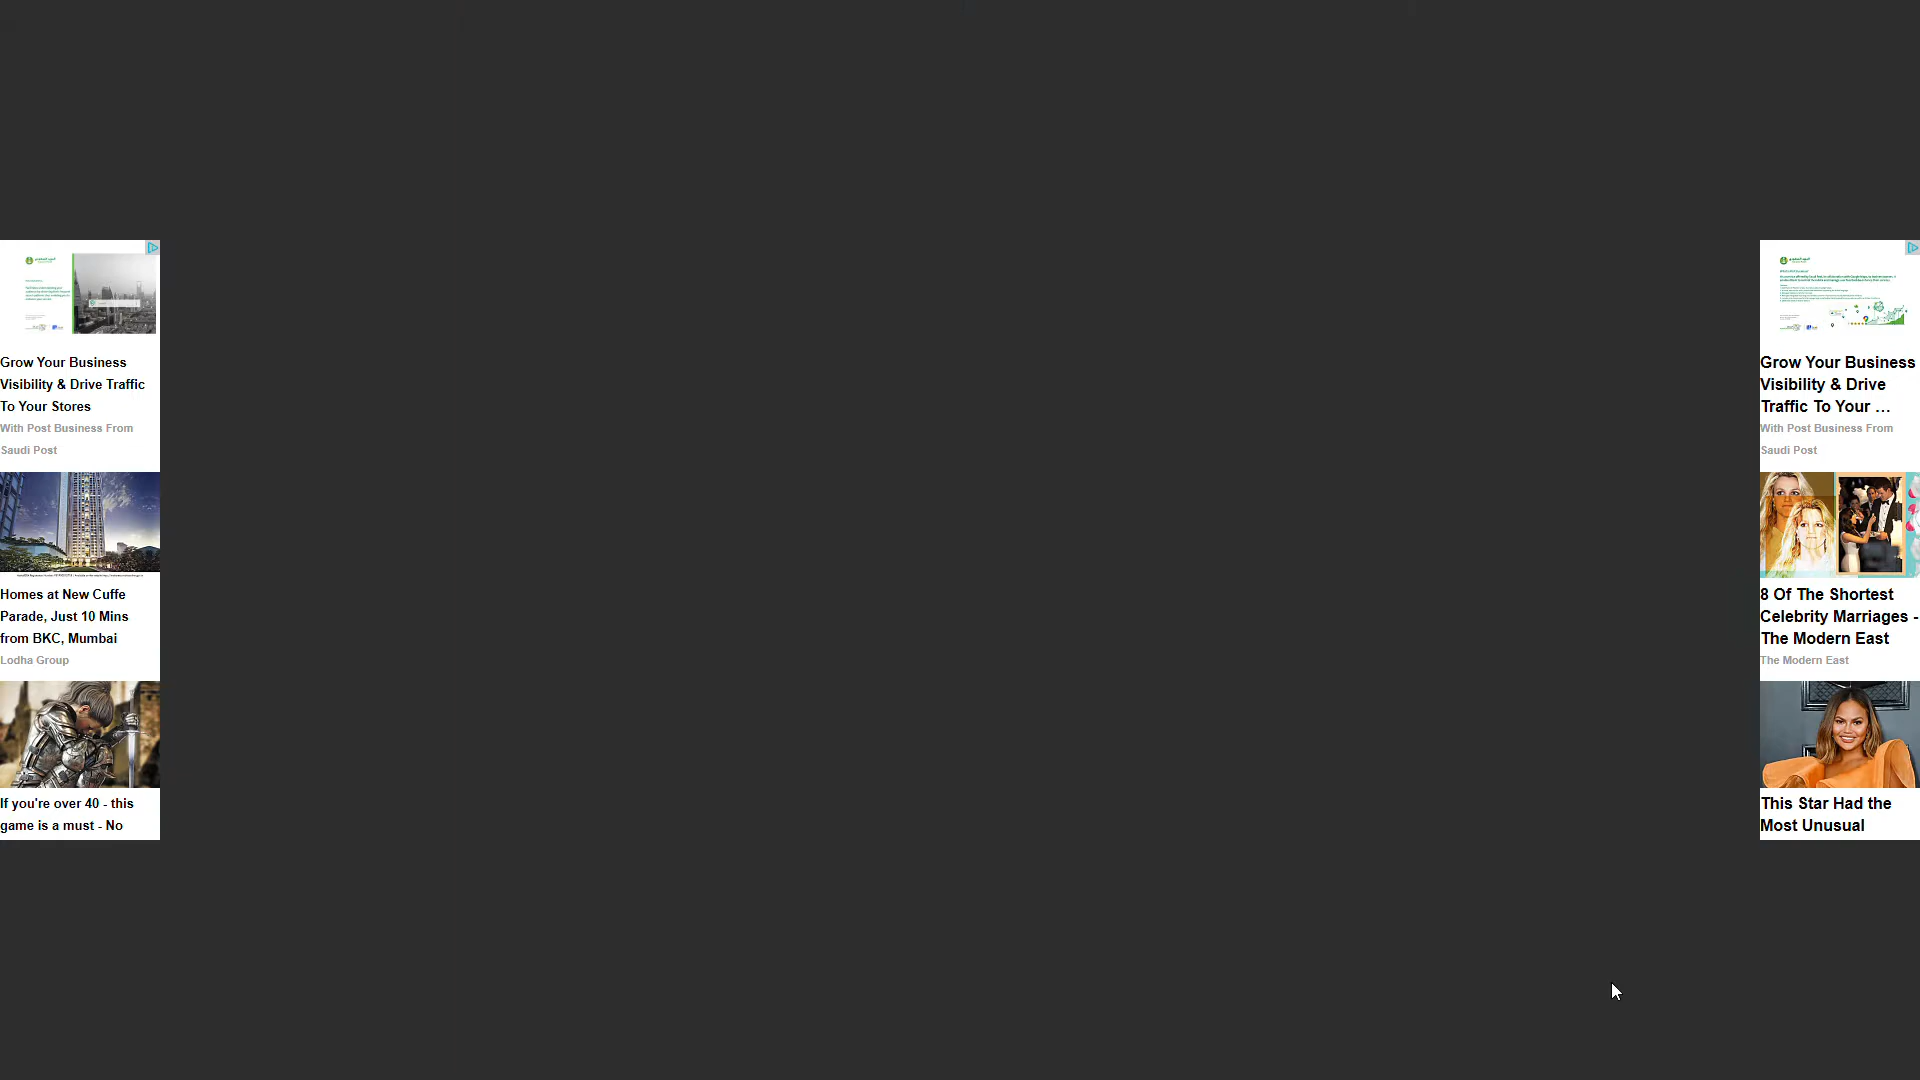 Grow Your Business
Visibility & Drive Traffic
To Your Stores
With Post Business From
Saudi Post
Homes at New Cuffe
Parade, Just 10 Mins
from BKC, Mumbai
Lodha Group
If you're over 40 - this
game is a must - No
Grow Your Business
Visibility & Drive
Traffic To Your ...
With Post Business From
Saudi Post
8 Of The Shortest
Celebrity Marriages -
The Modern East
The Modern East
This Star Had the
Most Unusual